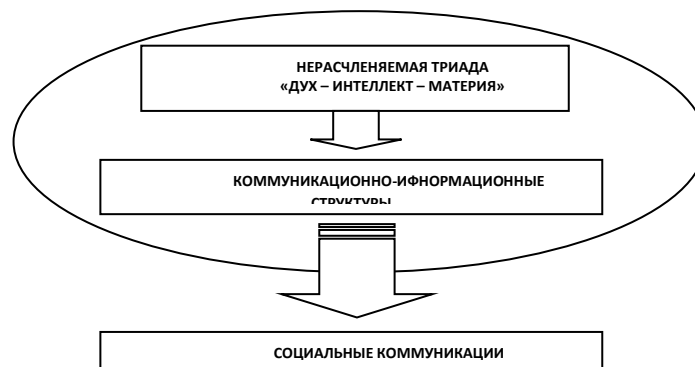 НЕРАСЧЛЕНЯЕМАЯ ТРИАДА
«ДУХ – ИНТЕЛЛЕКТ – МАТЕРИЯ»
КОММУНИКАЦИОННО-ИФНОРМАЦИОННЫЕ
СТРУКТУРЫ
СОЦИАЛЬНЫЕ КОММУНИКАЦИИ